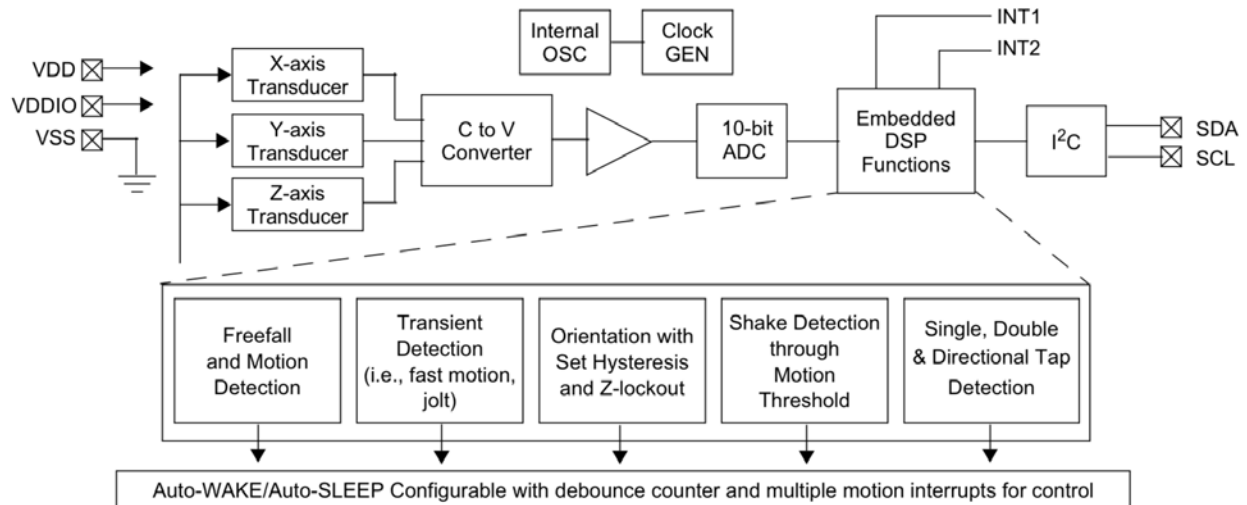 Internal
OSC
Clock
GEN
INT1
INT2
VDD
VDDIO
VSS
X-axis
Transducer
Y-axis
Transducer
Z-axis
Transducer
C to V
Converter
10-bit
ADC
Embedded
DSP
Functions
I²C
SDA
SCL
Freefall
and Motion
Detection
Transient
Detection
(i.e., fast motion,
jolt)
Orientation with
Set Hysteresis
and Z-lockout
Shake Detection
through
Motion
Threshold
Single, Double
& Directional Tap
Detection
Auto-WAKE/Auto-SLEEP Configurable with debounce counter and multiple motion interrupts for control